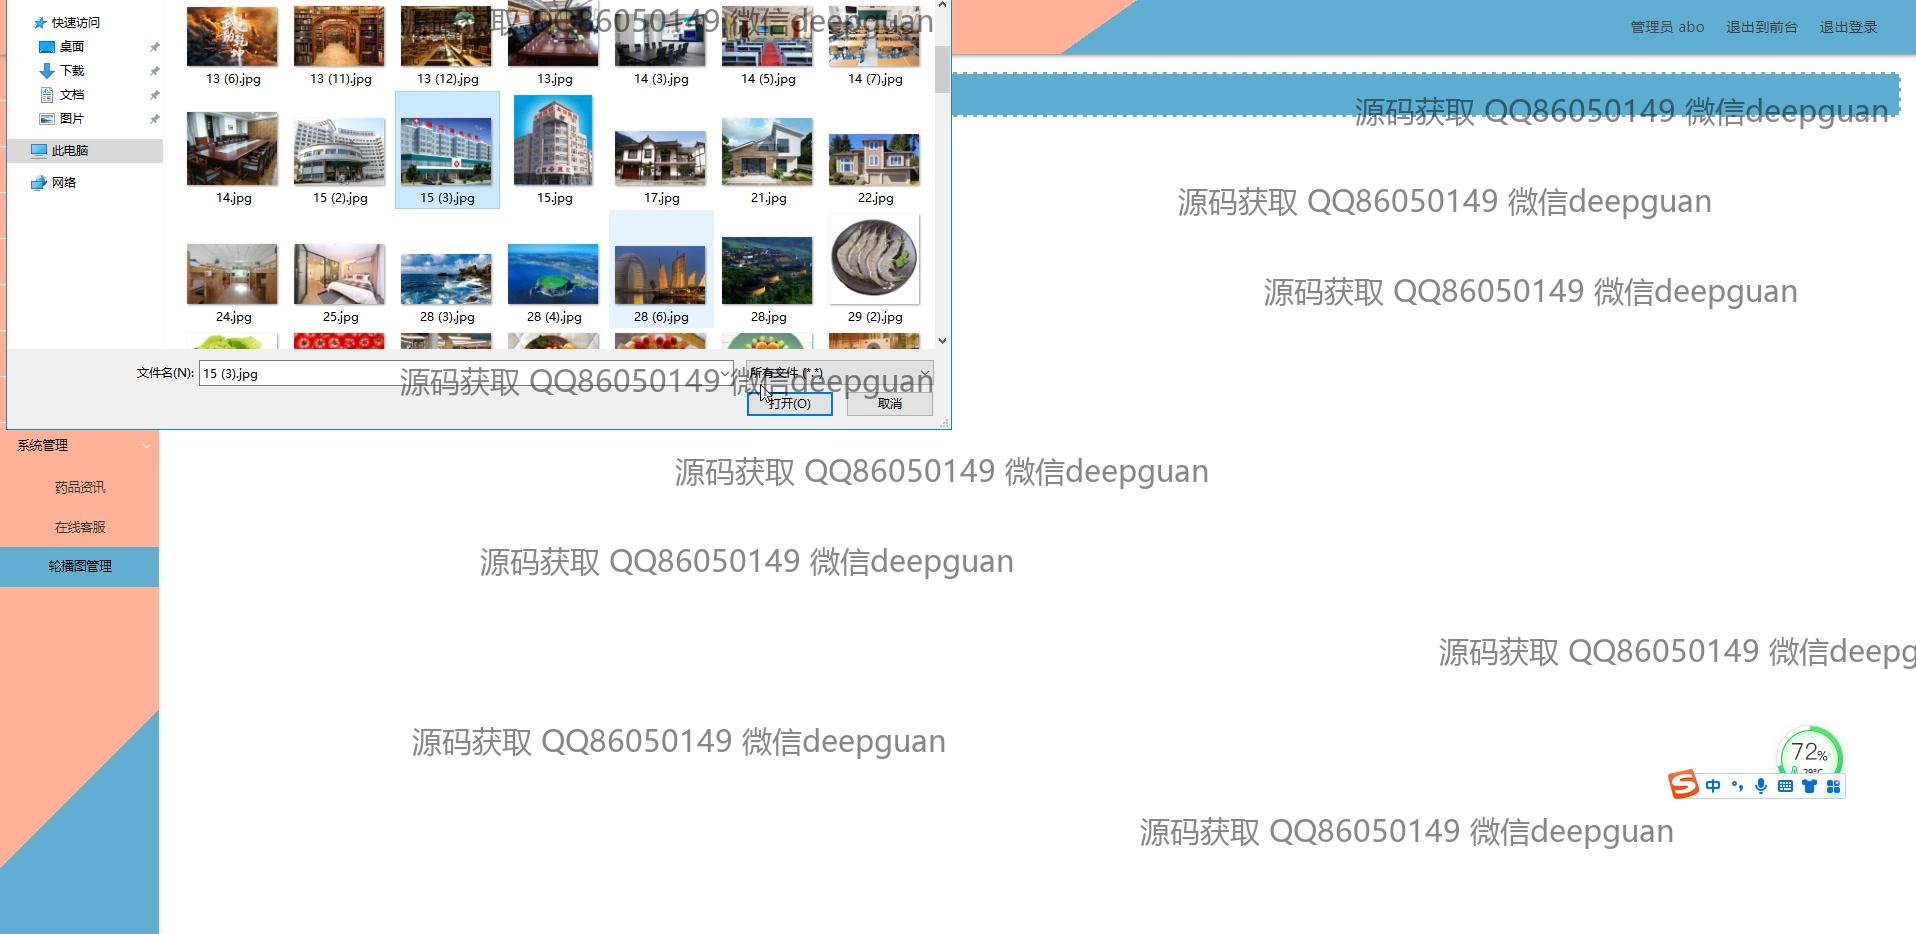 快速访问
桌面
下载
文档
图片
此电脑
网络
13 (6).jpg
13 (11).jpg
13 (12).jpg
13.jpg
14 (3).jpg
14 (5).jpg
14 (7).jpg
14.jpg
15 (2).jpg
15 (3).jpg
15.jpg
17.jpg
21.jpg
22.jpg
24.jpg
25.jpg
28 (3).jpg
28 (4).jpg
28 (6).jpg
28.jpg
29 (2).jpg
文件名(N):
15 (3).jpg
所有文件 (*.*)
打开(O)
取消
管理员 abo
退出到前台
退出登录
系统管理
药品资讯
在线客服
轮播图管理
源码获取 QQ86050149 微信deepguan
源码获取 QQ86050149 微信deepguan
源码获取 QQ86050149 微信deepguan
源码获取 QQ86050149 微信deepguan
源码获取 QQ86050149 微信deepguan
源码获取 QQ86050149 微信deepguan
源码获取 QQ86050149 微信deepguan
源码获取 QQ86050149 微信deepg
源码获取 QQ86050149 微信deepguan
源码获取 QQ86050149 微信deepguan
72%
中